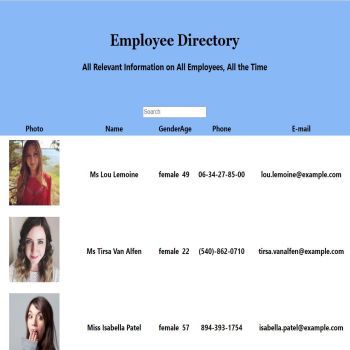 Employee Directory
All Relevant Information on All Employees, All the Time
Search
Photo Name GenderAge Phone E-mail
Ms Lou Lemoine female 49 06-34-27-85-00 lou.lemoine@example.com
Ms Tirsa Van Alfen female 22 (540)-862-0710 tirsa.vanalfen@example.com
Miss Isabella Patel female 57 894-393-1754 isabella.patel@example.com